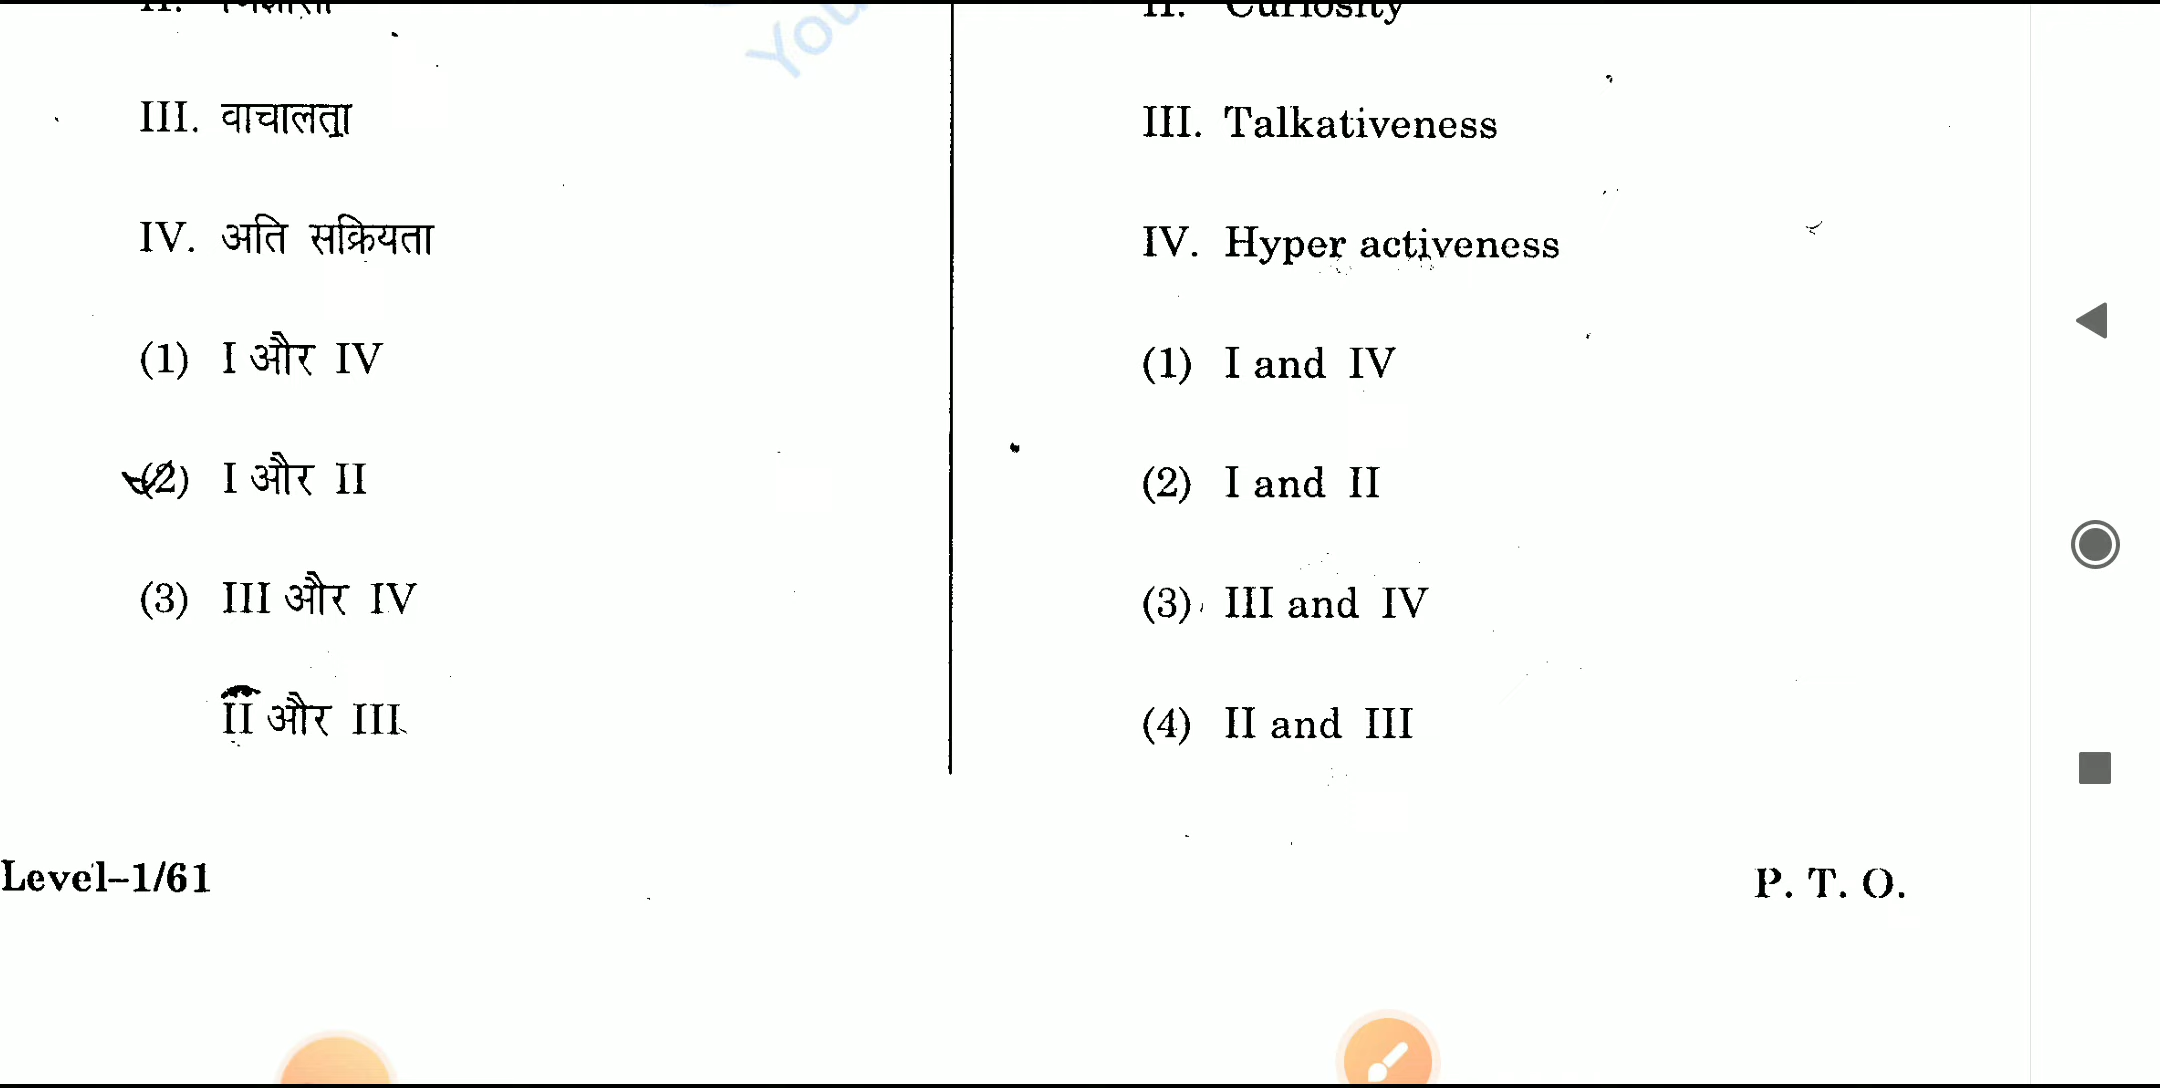 II. जिज्ञासा
III. वाचालता
IV. अति सक्रियता
(1) I और IV
(2) I और II
(3) III और IV
II और III
II. Curiosity
III. Talkativeness
IV. Hyper activeness
(1) I and IV
(2) I and II
(3) III and IV
(4) II and III
Level–1/61
P. T. O.
You